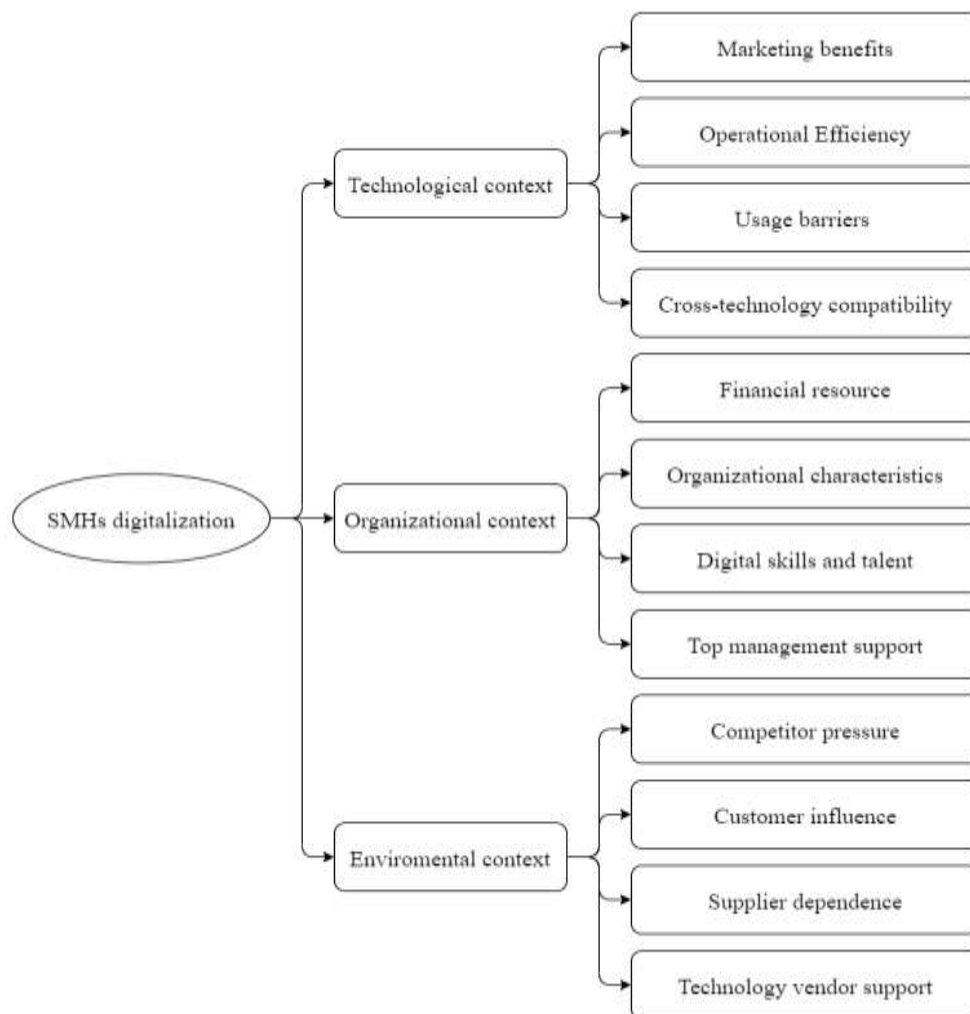 Marketing benefits
Operational Efficiency
Technological context
Usage barriers
Cross-technology compatibility
Financial resource
Organizational characteristics
SMHs digitalization
Organizational context
Digital skills and talent
Top management support
Competitor pressure
Customer influence
Enviromental context
Supplier dependence
Technology vendor support